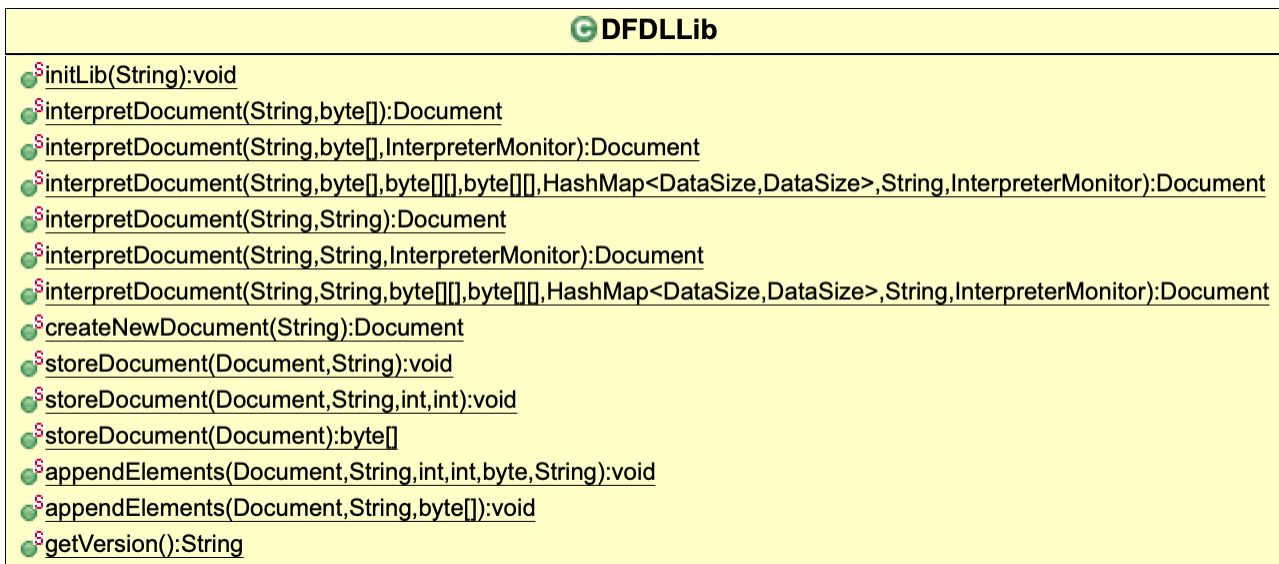 C DFDLLib
S initLib(String):void
S interpretDocument(String,byte[]):Document
S interpretDocument(String,byte[],InterpreterMonitor):Document
S interpretDocument(String,byte[],byte[][],byte[][],HashMap<DataSize,DataSize>,String,InterpreterMonitor):Document
S interpretDocument(String,String):Document
S interpretDocument(String,String,InterpreterMonitor):Document
S interpretDocument(String,String,byte[][],byte[][],HashMap<DataSize,DataSize>,String,InterpreterMonitor):Document
S createNewDocument(String):Document
S storeDocument(Document,String):void
S storeDocument(Document,String,int,int):void
S storeDocument(Document):byte[]
S appendElements(Document,String,int,int,byte,String):void
S appendElements(Document,String,byte[]):void
S getVersion():String